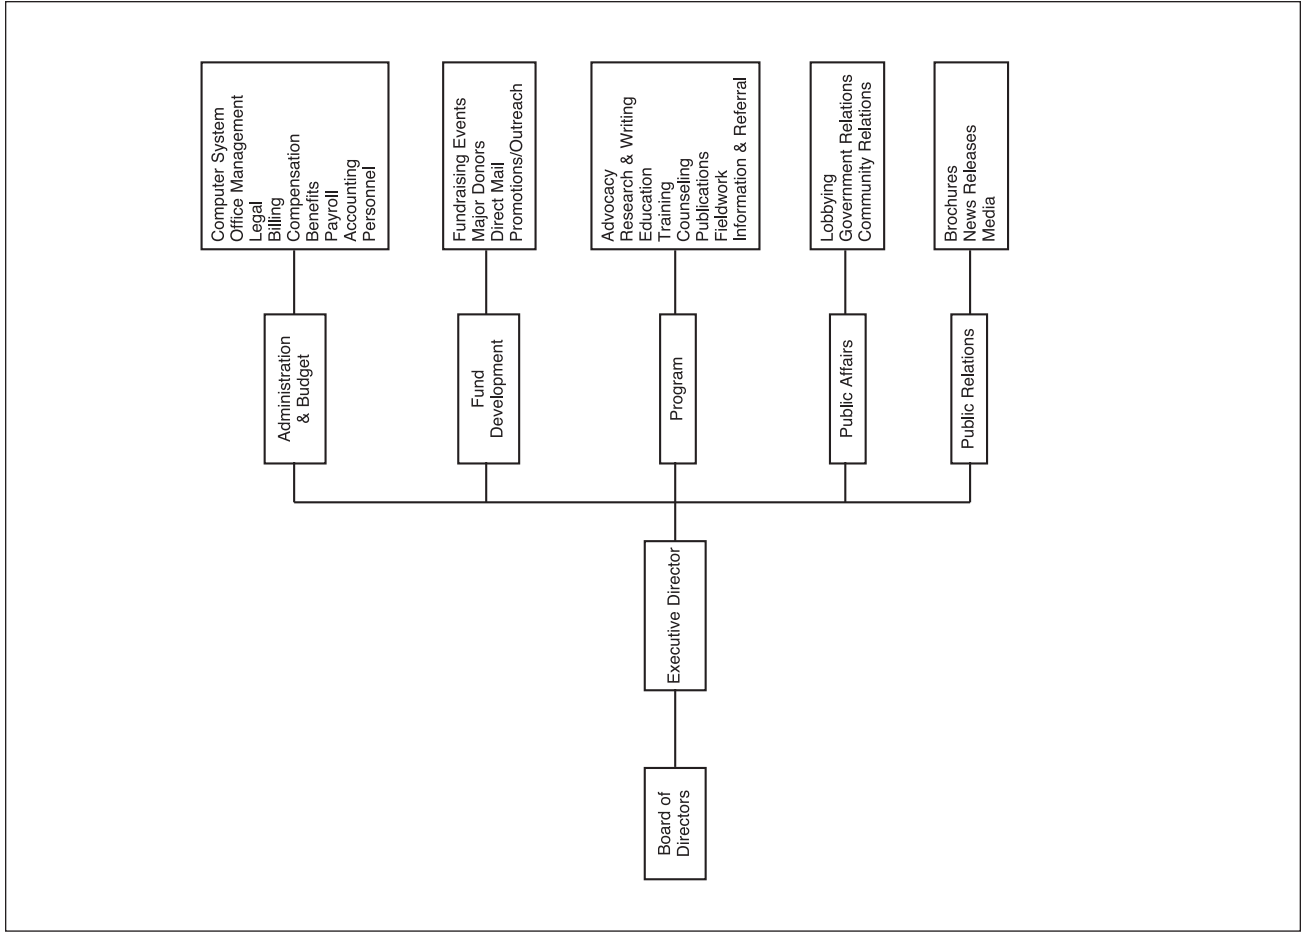 Board of
Directors
Executive Director
Administration
& Budget
Computer System
Office Management
Legal
Billing
Compensation
Benefits
Payroll
Accounting
Personnel
Fund
Development
Fundraising Events
Major Donors
Direct Mail
Promotions/Outreach
Program
Advocacy
Research & Writing
Education
Training
Counseling
Publications
Fieldwork
Information & Referral
Public Affairs
Lobbying
Government Relations
Community Relations
Public Relations
Brochures
News Releases
Media